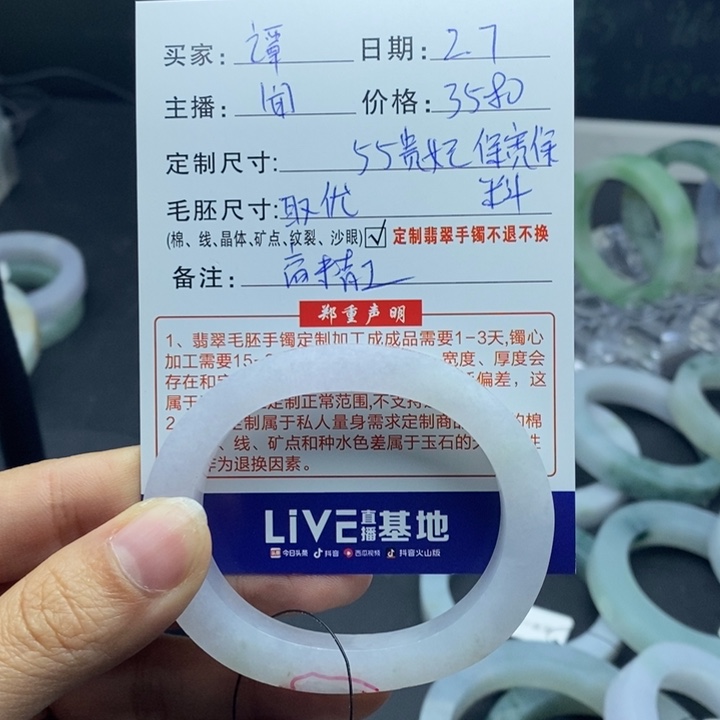 买家: 谭 日期: 2.7
主播: 闻 价格: 3580
定制尺寸: 55贵妃 保宽保
毛胚尺寸: 取优 料
(棉、线、晶体、矿点、纹裂、沙眼) ☑ 定制翡翠手镯不退不换
备注: 高精工
郑重声明
1、翡翠毛胚手镯定制加工成成品需要1-3天,镯心
加工需要15- 宽度、厚度会
存在和 偏差，这
属于 定制正常范围,不支持
2 制属于私人量身需求定制商 的棉
、线、矿点和种水色差属于玉石的 性
作为退换因素。
LiVE 直播 基地
今日头条 抖音 西瓜视频 抖音火山版